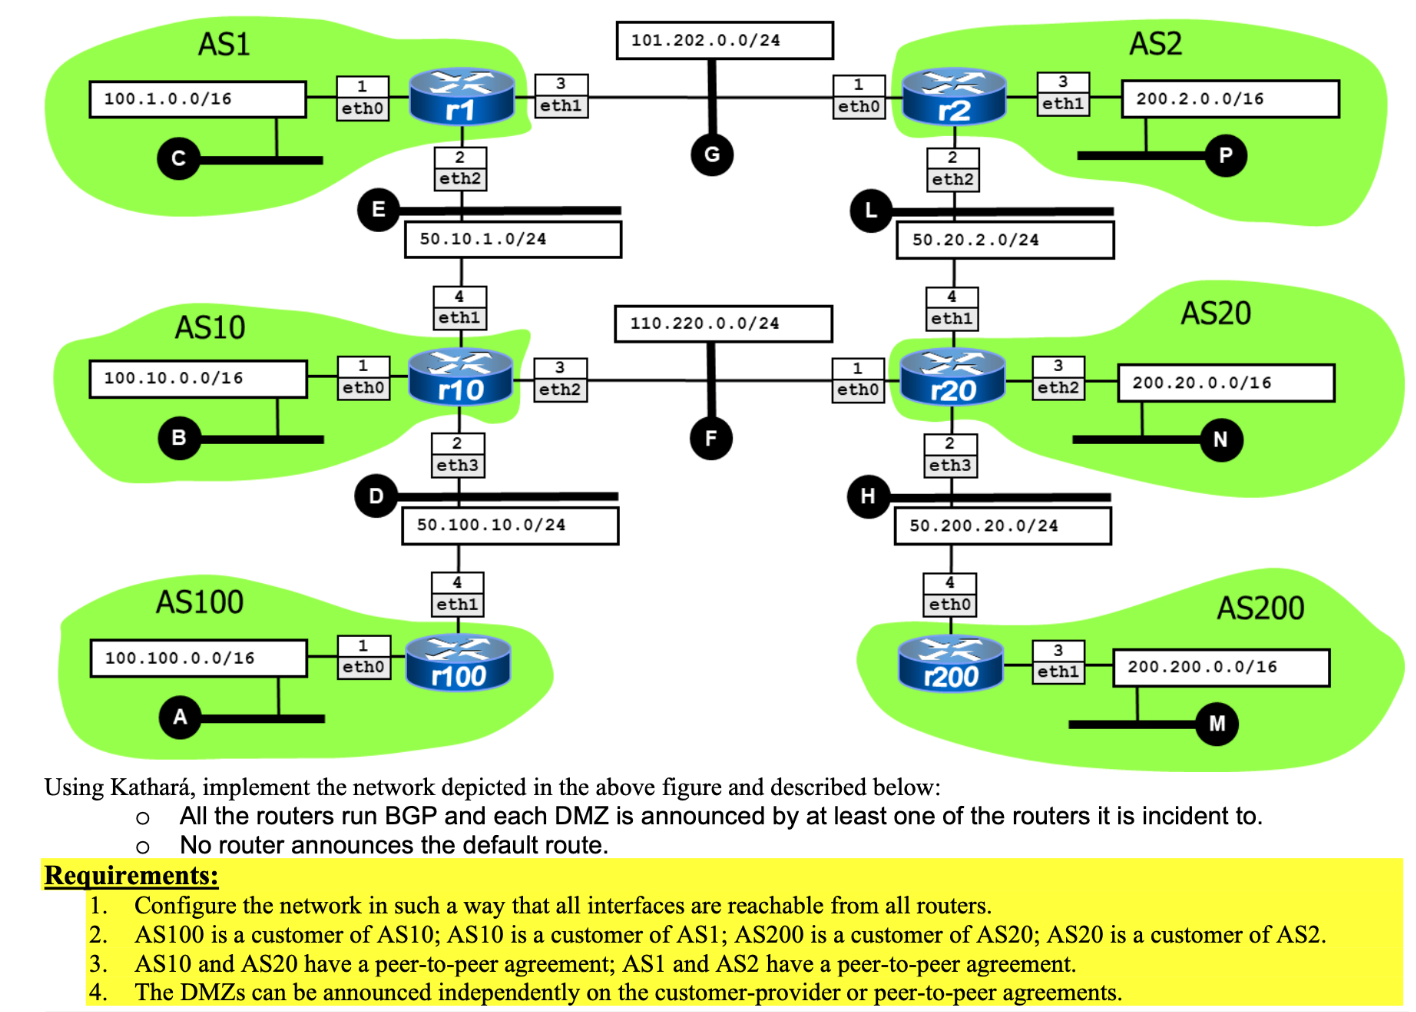 AS1
101.202.0.0/24
AS2
100.1.0.0/16
1
eth0
r1
3
eth1
1
eth0
r2
3
eth1
200.2.0.0/16
C
2
eth2
G
2
eth2
P
E
50.10.1.0/24
L
50.20.2.0/24
4
eth1
4
eth1
AS10
110.220.0.0/24
AS20
100.10.0.0/16
1
eth0
r10
3
eth2
1
eth0
r20
3
eth2
200.20.0.0/16
B
2
eth3
F
2
eth3
N
D
50.100.10.0/24
H
50.200.20.0/24
4
eth1
4
eth0
AS100
AS200
100.100.0.0/16
1
eth0
r100
r200
3
eth1
200.200.0.0/16
A
M
Using Kathará, implement the network depicted in the above figure and described below:
o All the routers run BGP and each DMZ is announced by at least one of the routers it is incident to.
o No router announces the default route.
Requirements:
1. Configure the network in such a way that all interfaces are reachable from all routers.
2. AS100 is a customer of AS10; AS10 is a customer of AS1; AS200 is a customer of AS20; AS20 is a customer of AS2.
3. AS10 and AS20 have a peer-to-peer agreement; AS1 and AS2 have a peer-to-peer agreement.
4. The DMZs can be announced independently on the customer-provider or peer-to-peer agreements.